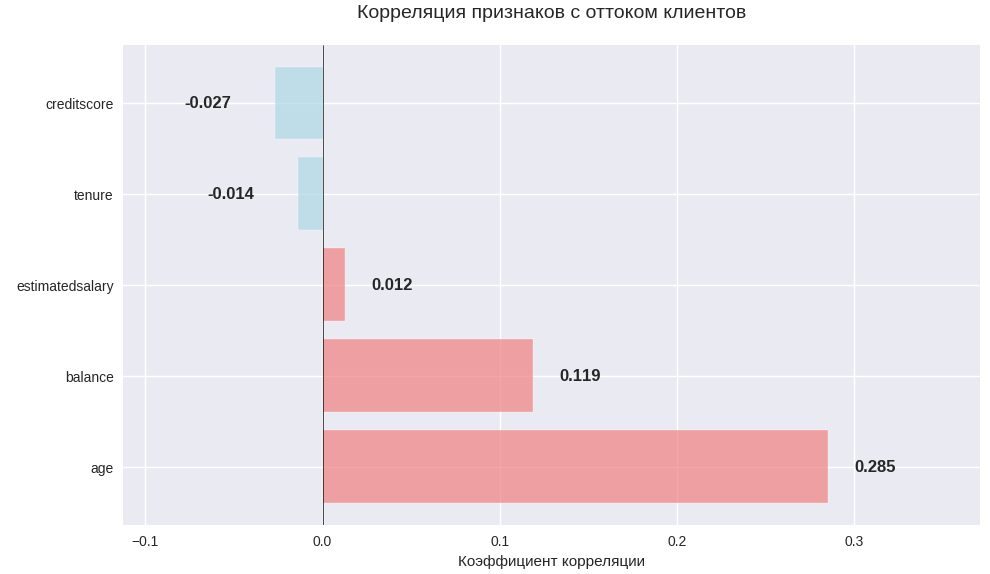 Корреляция признаков с оттоком клиентов
creditscore
-0.027
tenure
-0.014
estimatedsalary
0.012
balance
0.119
age
0.285
−0.1 0.0 0.1 0.2 0.3
Коэффициент корреляции